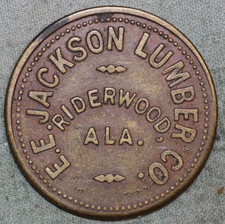 E.E. JACKSON LUMBER CO.
RIDERWOOD,
ALA.